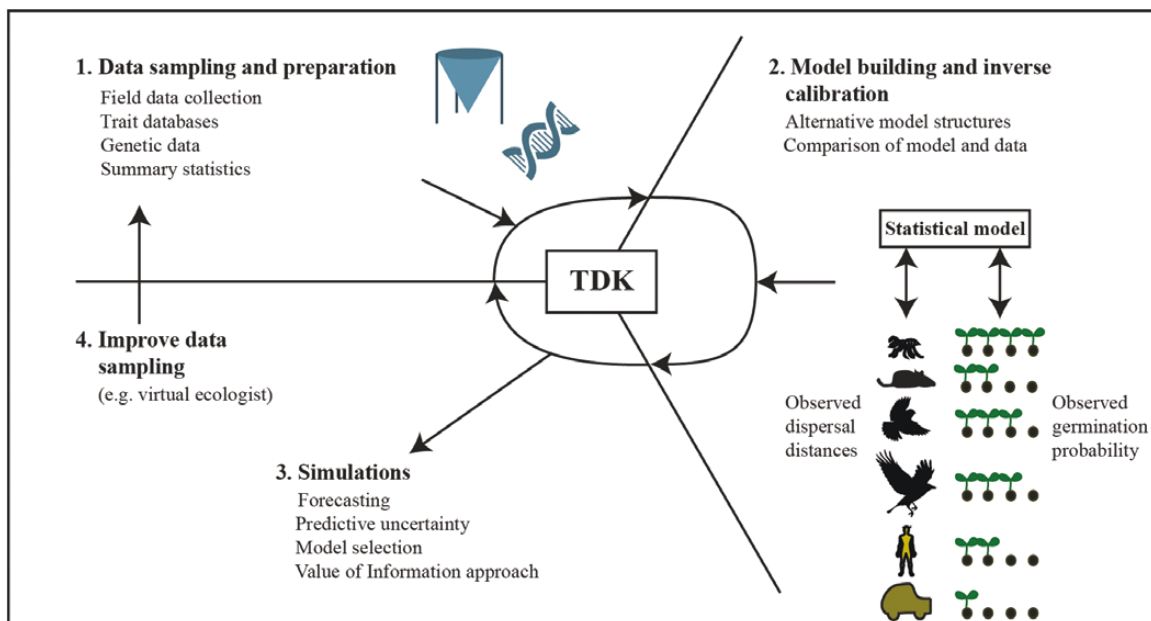 1. Data sampling and preparation
Field data collection
Trait databases
Genetic data
Summary statistics
2. Model building and inverse
calibration
Alternative model structures
Comparison of model and data
Statistical model
TDK
4. Improve data
sampling
(e.g. virtual ecologist)
Observed
dispersal
distances
Observed
germination
probability
3. Simulations
Forecasting
Predictive uncertainty
Model selection
Value of Information approach